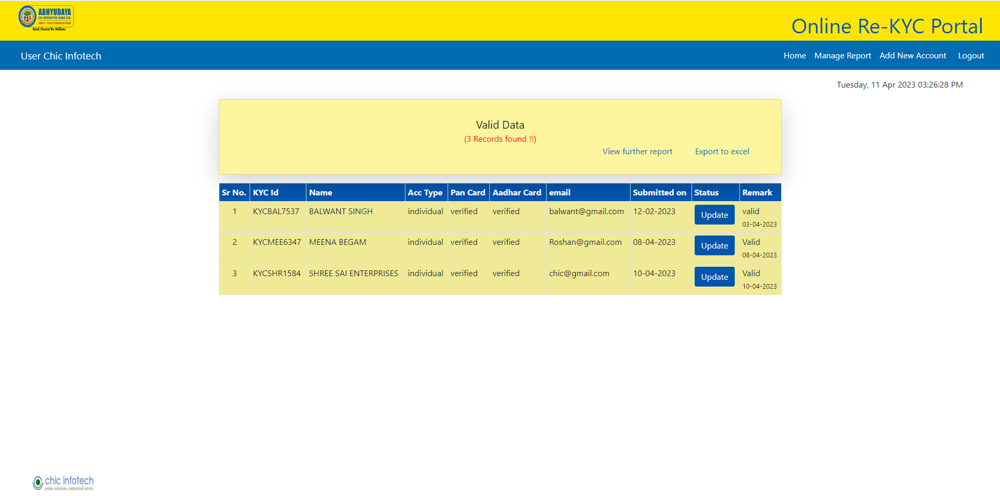 ABHYUDAYA
CO-OPERATIVE BANK LTD.
(MULTI - STATE SCHEDULED BANK)
Bank Trusted By Millions
Online Re-KYC Portal
User Chic Infotech
Home Manage Report Add New Account Logout
Tuesday, 11 Apr 2023 03:26:28 PM
Valid Data
(3 Records found !!)
View further report Export to excel
Sr No. KYC Id Name Acc Type Pan Card Aadhar Card email Submitted on Status Remark
1 KYCBAL7537 BALWANT SINGH individual verified verified balwant@gmail.com 12-02-2023 Update valid
03-04-2023
2 KYCMEE6347 MEENA BEGAM individual verified verified Roshan@gmail.com 08-04-2023 Update Valid
08-04-2023
3 KYCSHR1584 SHREE SAI ENTERPRISES individual verified verified chic@gmail.com 10-04-2023 Update Valid
10-04-2023
chic infotech
prime solutions, committed service